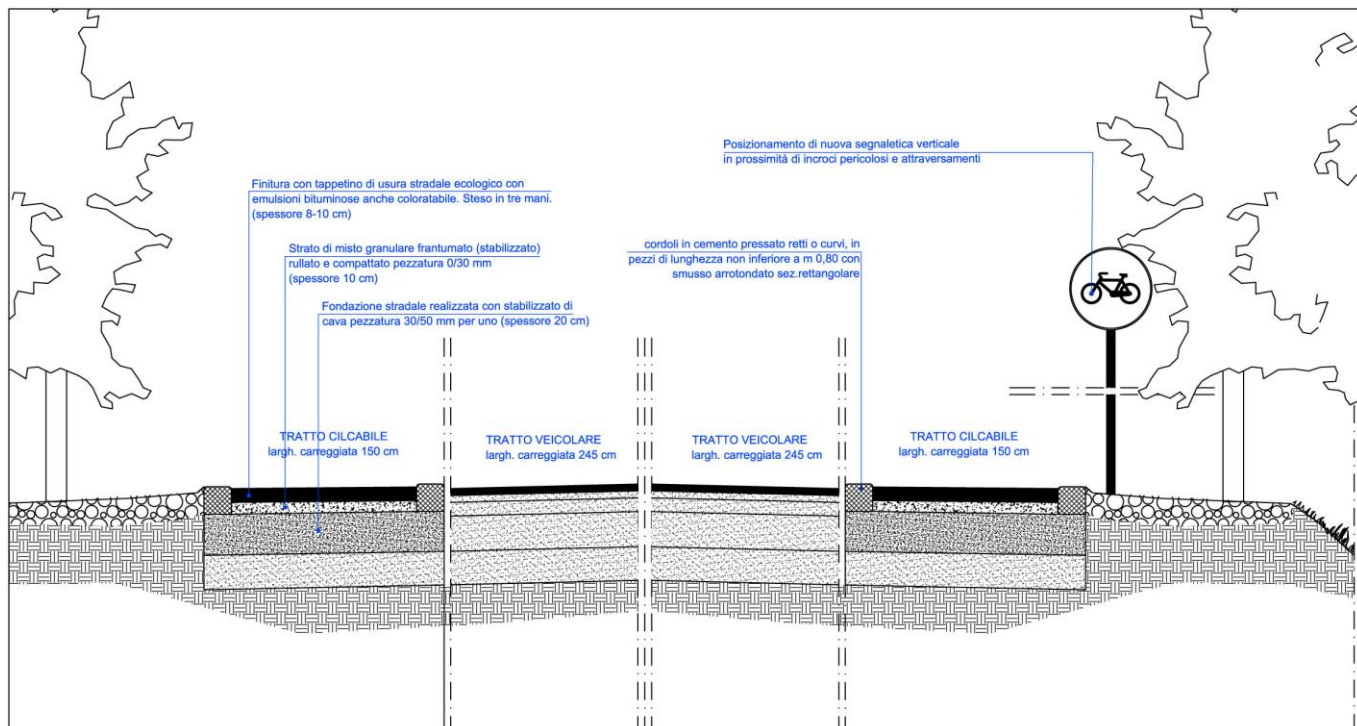 Posizionamento di nuova segnaletica verticale
in prossimità di incroci pericolosi e attraversamenti
Finitura con tappetino di usura stradale ecologico con
emulsioni bituminose anche coloratabile. Steso in tre mani.
(spessore 8-10 cm)
Strato di misto granulare frantumato (stabilizzato)
rullato e compattato pezzatura 0/30 mm
(spessore 10 cm)
cordoli in cemento pressato retti o curvi, in
pezzi di lunghezza non inferiore a m 0,80 con
smusso arrotondato sez.rettangolare
Fondazione stradale realizzata con stabilizzato di
cava pezzatura 30/50 mm per uno (spessore 20 cm)
TRATTO CILCABILE
largh. carreggiata 150 cm
TRATTO VEICOLARE
largh. carreggiata 245 cm
TRATTO VEICOLARE
largh. carreggiata 245 cm
TRATTO CILCABILE
largh. carreggiata 150 cm